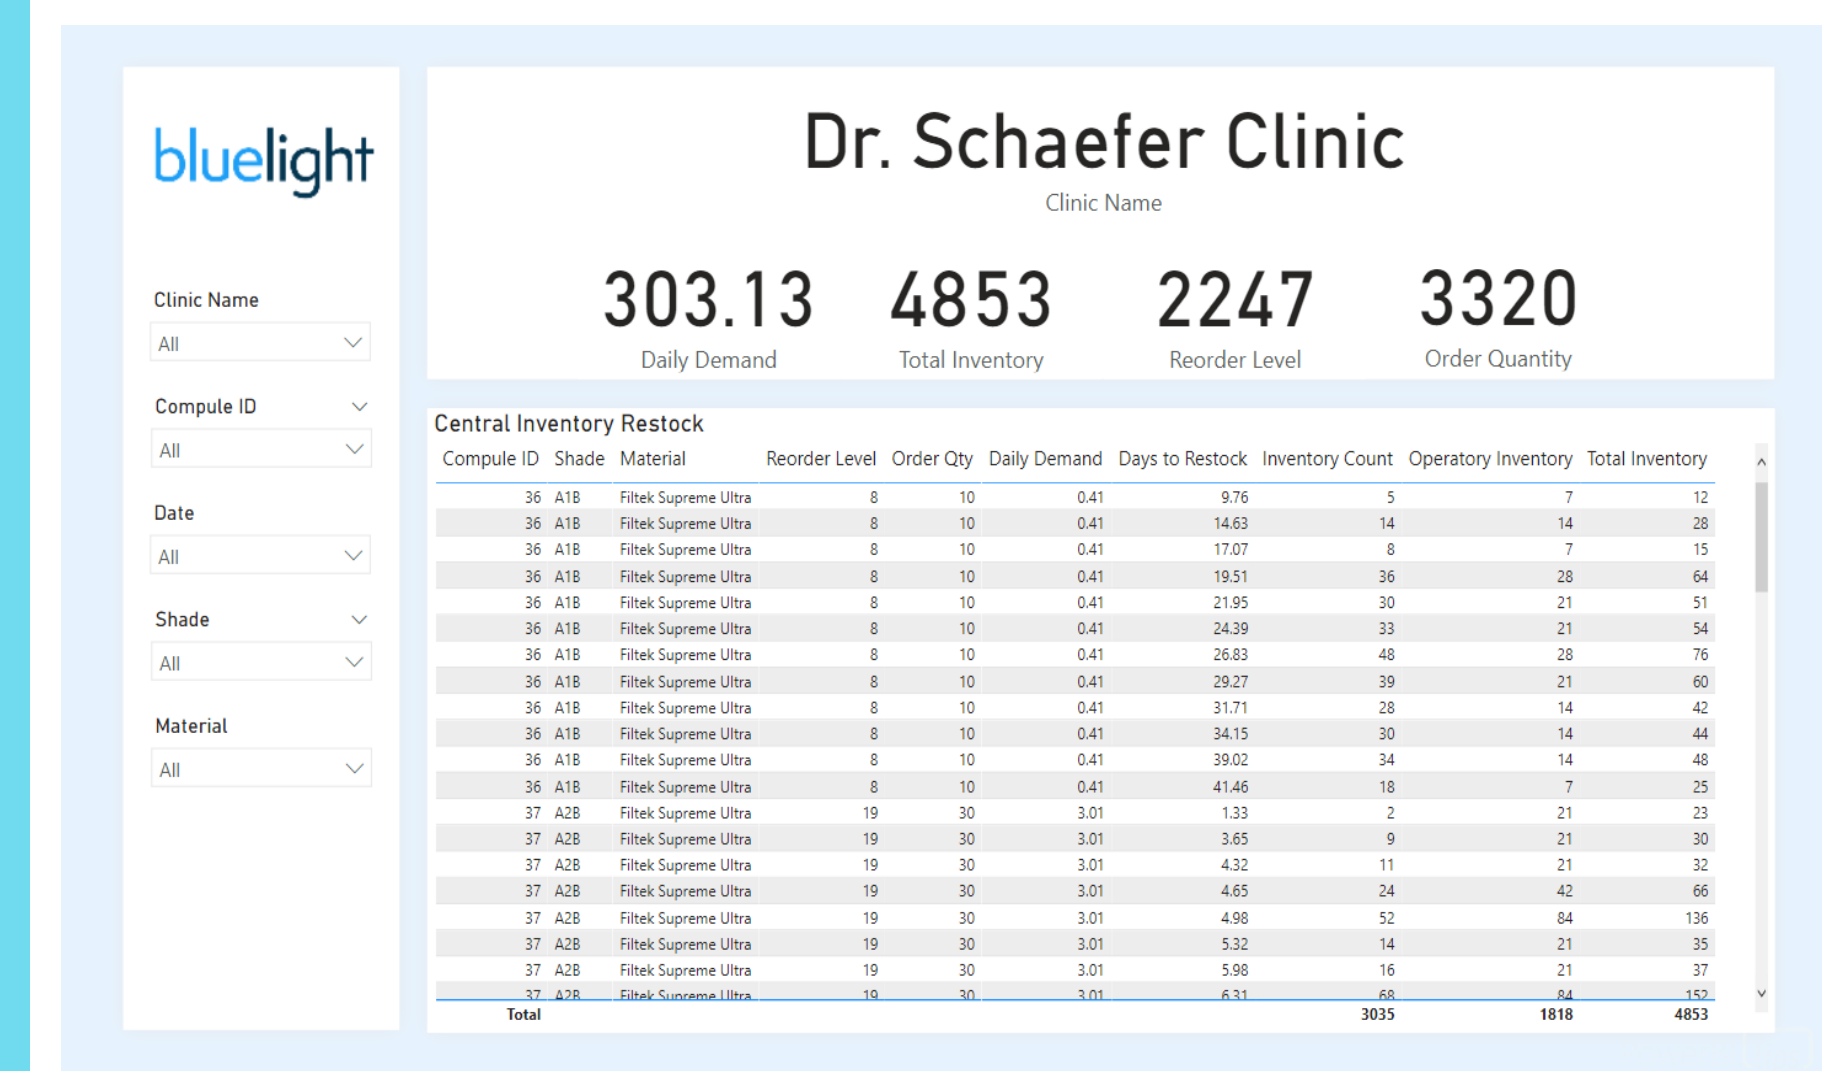 bluelight
Clinic Name
All
Compule ID
All
Date
All
Shade
All
Material
All
Dr. Schaefer Clinic
Clinic Name
303.13 4853 2247 3320
Daily Demand Total Inventory Reorder Level Order Quantity
Central Inventory Restock
Compule ID Shade Material Reorder Level Order Qty Daily Demand Days to Restock Inventory Count Operatory Inventory Total Inventory
36 A1B Filtek Supreme Ultra 8 10 0.41 9.76 5 7 12
36 A1B Filtek Supreme Ultra 8 10 0.41 14.63 14 14 28
36 A1B Filtek Supreme Ultra 8 10 0.41 17.07 8 7 15
36 A1B Filtek Supreme Ultra 8 10 0.41 19.51 36 28 64
36 A1B Filtek Supreme Ultra 8 10 0.41 21.95 30 21 51
36 A1B Filtek Supreme Ultra 8 10 0.41 24.39 33 21 54
36 A1B Filtek Supreme Ultra 8 10 0.41 26.83 48 28 76
36 A1B Filtek Supreme Ultra 8 10 0.41 29.27 39 21 60
36 A1B Filtek Supreme Ultra 8 10 0.41 31.71 28 14 42
36 A1B Filtek Supreme Ultra 8 10 0.41 34.15 30 14 44
36 A1B Filtek Supreme Ultra 8 10 0.41 39.02 34 14 48
36 A1B Filtek Supreme Ultra 8 10 0.41 41.46 18 7 25
37 A2B Filtek Supreme Ultra 19 30 3.01 1.33 2 21 23
37 A2B Filtek Supreme Ultra 19 30 3.01 3.65 9 21 30
37 A2B Filtek Supreme Ultra 19 30 3.01 4.32 11 21 32
37 A2B Filtek Supreme Ultra 19 30 3.01 4.65 24 42 66
37 A2B Filtek Supreme Ultra 19 30 3.01 4.98 52 84 136
37 A2B Filtek Supreme Ultra 19 30 3.01 5.32 14 21 35
37 A2B Filtek Supreme Ultra 19 30 3.01 5.98 16 21 37
37 A2B Filtek Supreme Ultra 19 30 3.01 6.31 68 84 152
Total 3035 1818 4853